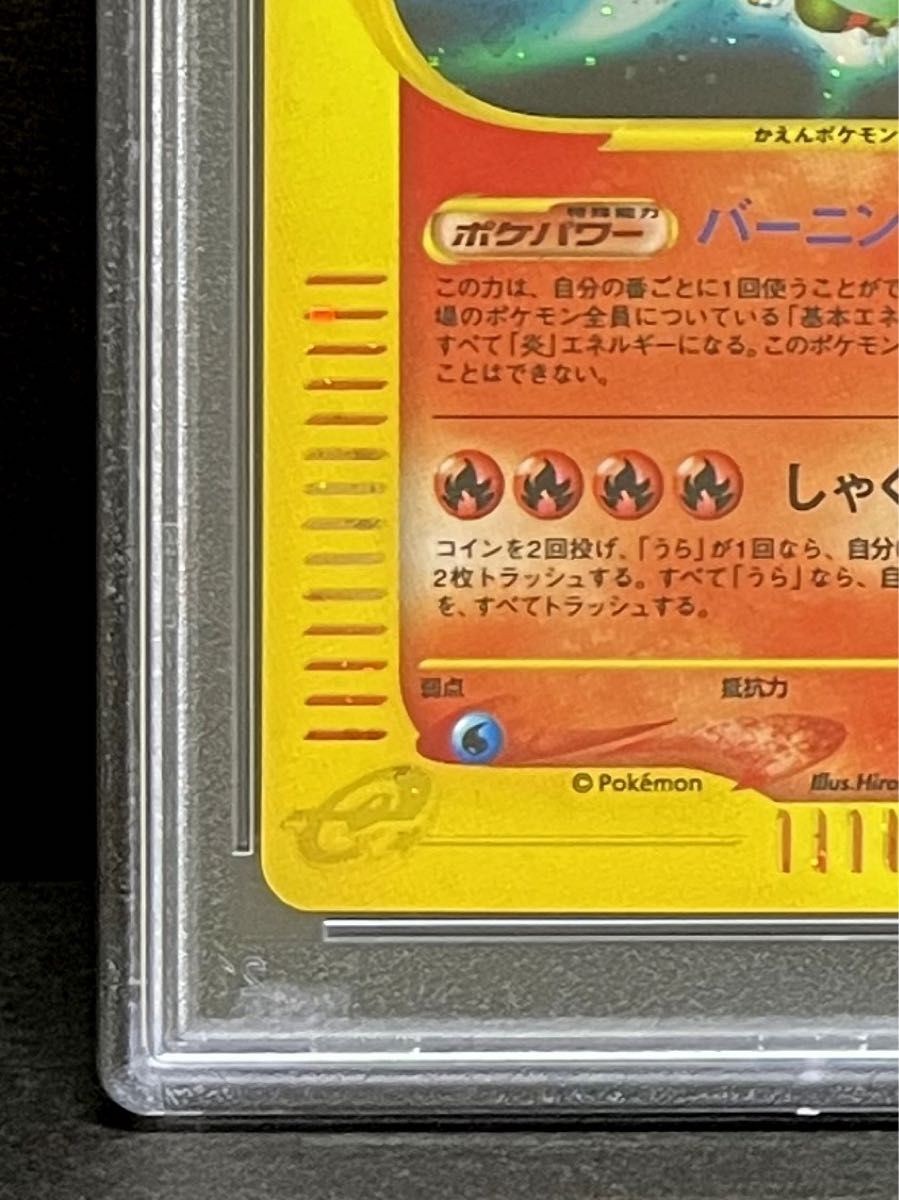 かえんポケモン
特殊能力
ポケパワー バーニン
この力は、自分の番ごとに1回使うことがで
場のポケモン全員についている「基本エネ
すべて「炎」エネルギーになる。このポケモン
ことはできない。
しゃく
コインを2回投げ、「うら」が1回なら、自分
2枚トラッシュする。すべて「うら」なら、自
を、すべてトラッシュする。
弱点 抵抗力
© Pokémon Illus. Hiro